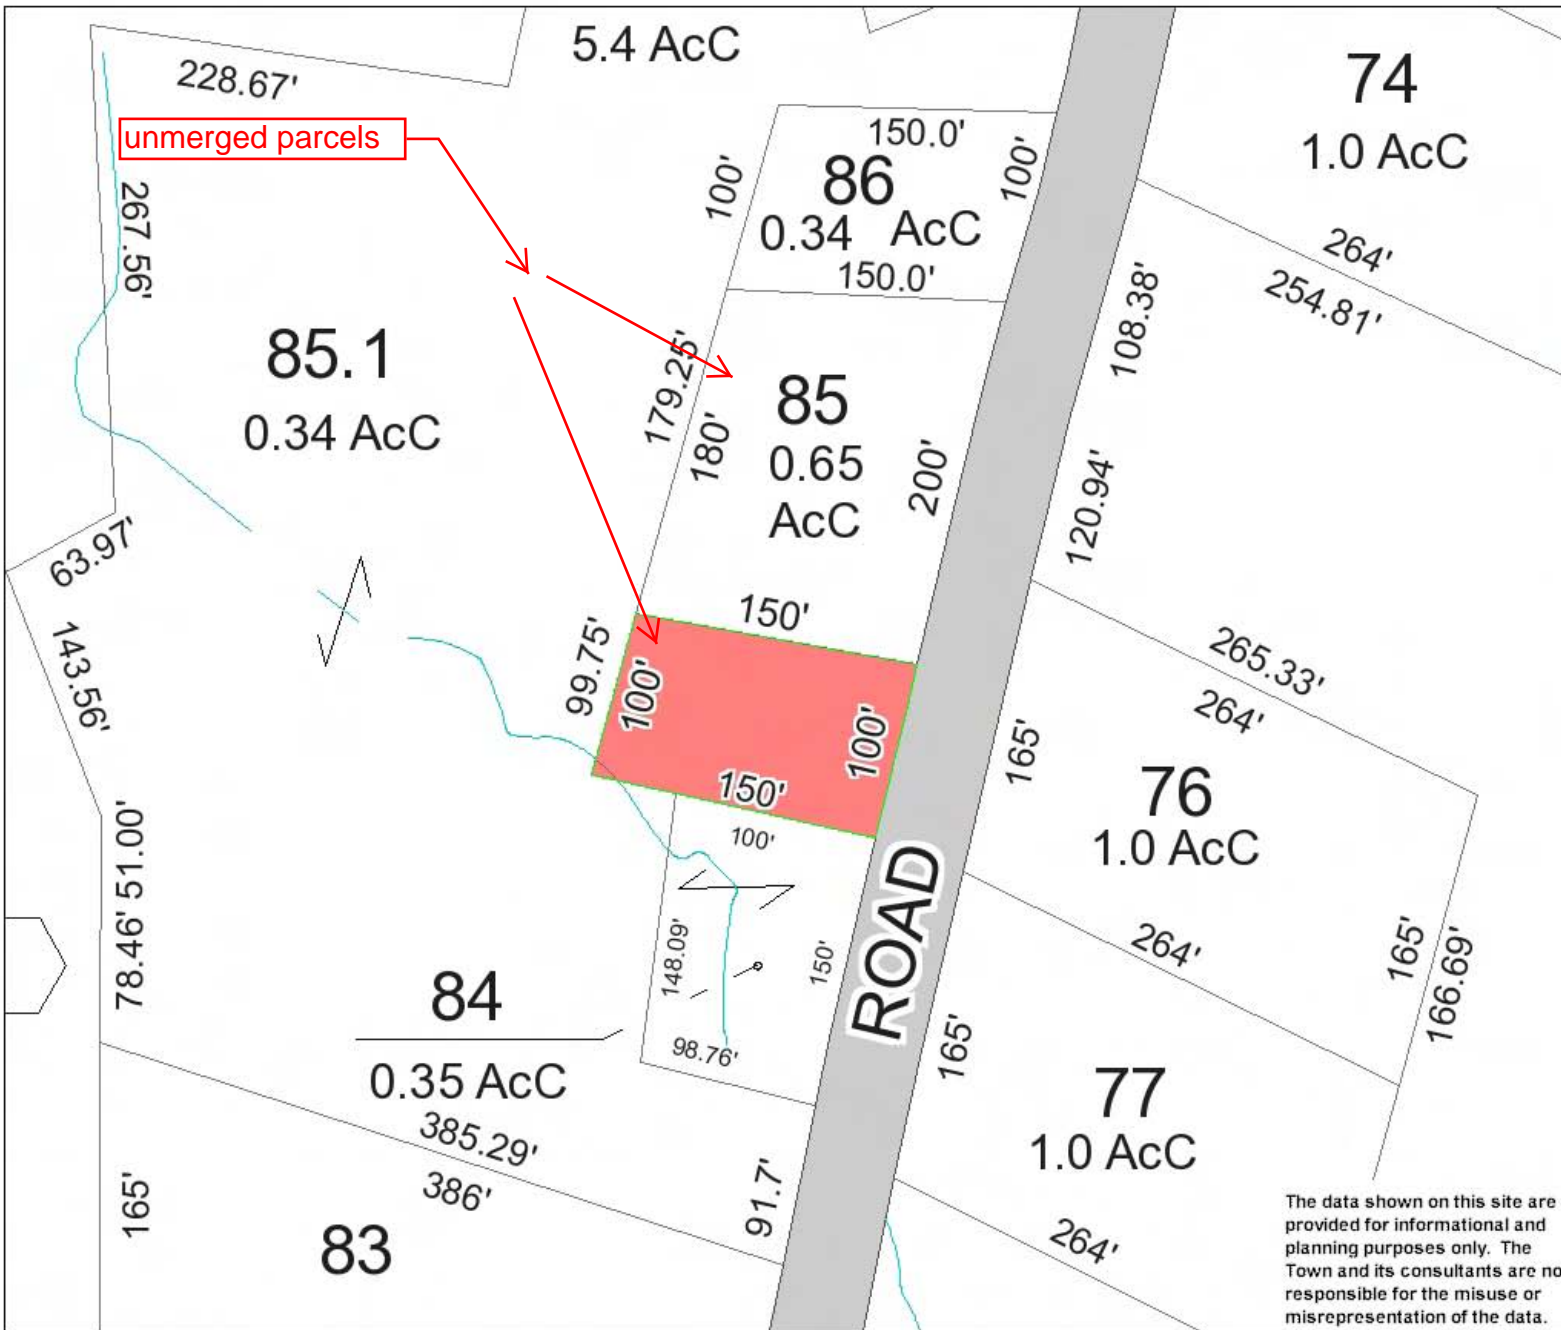 5.4 AcC
228.67'
unmerged parcels
267.56'
74
1.0 AcC
150.0'
100'
100'
86
0.34 AcC
150.0'
264'
254.81'
108.38'
85.1
0.34 AcC
179.25'
180'
85
0.65
AcC
200'
120.94'
63.97'
143.56'
150'
99.75'
100'
100'
150'
265.33'
264'
165'
76
1.0 AcC
100'
51.00'
78.46'
148.09'
150'
ROAD
264'
165'
166.69'
84
0.35 AcC
98.76'
165'
77
1.0 AcC
385.29'
386'
165'
91.7'
83
264'
The data shown on this site are
provided for informational and
planning purposes only. The
Town and its consultants are no
responsible for the misuse or
misrepresentation of the data.